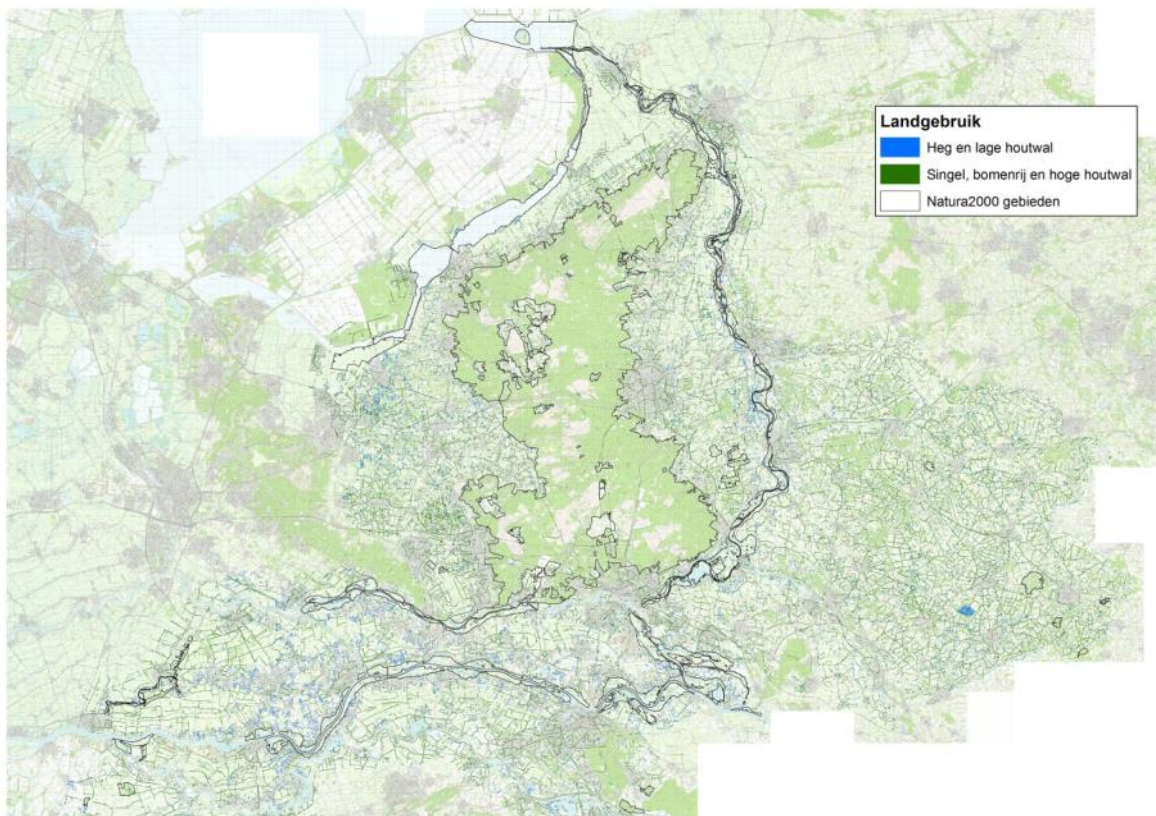 Landgebruik
Heg en lage houtwal
Singel, bomenrij en hoge houtwal
Natura2000 gebieden